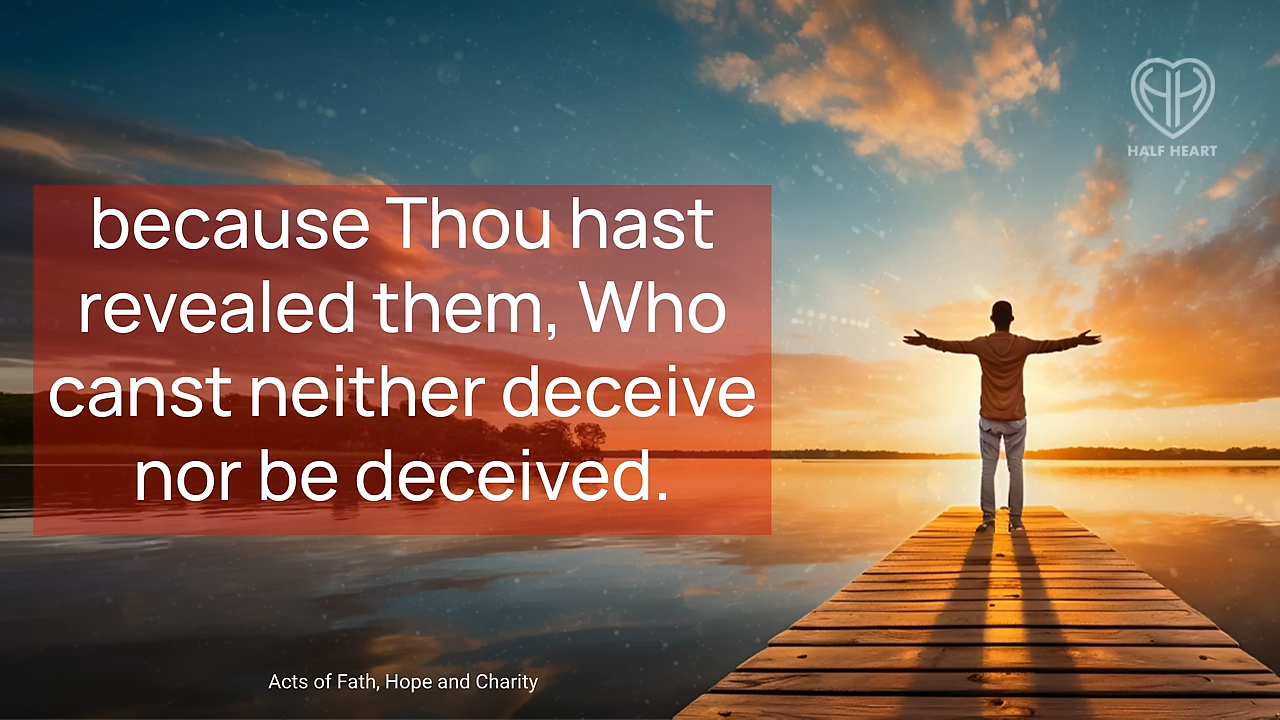 HALF HEART
because Thou hast
revealed them, Who
canst neither deceive
nor be deceived.
Acts of Fath, Hope and Charity